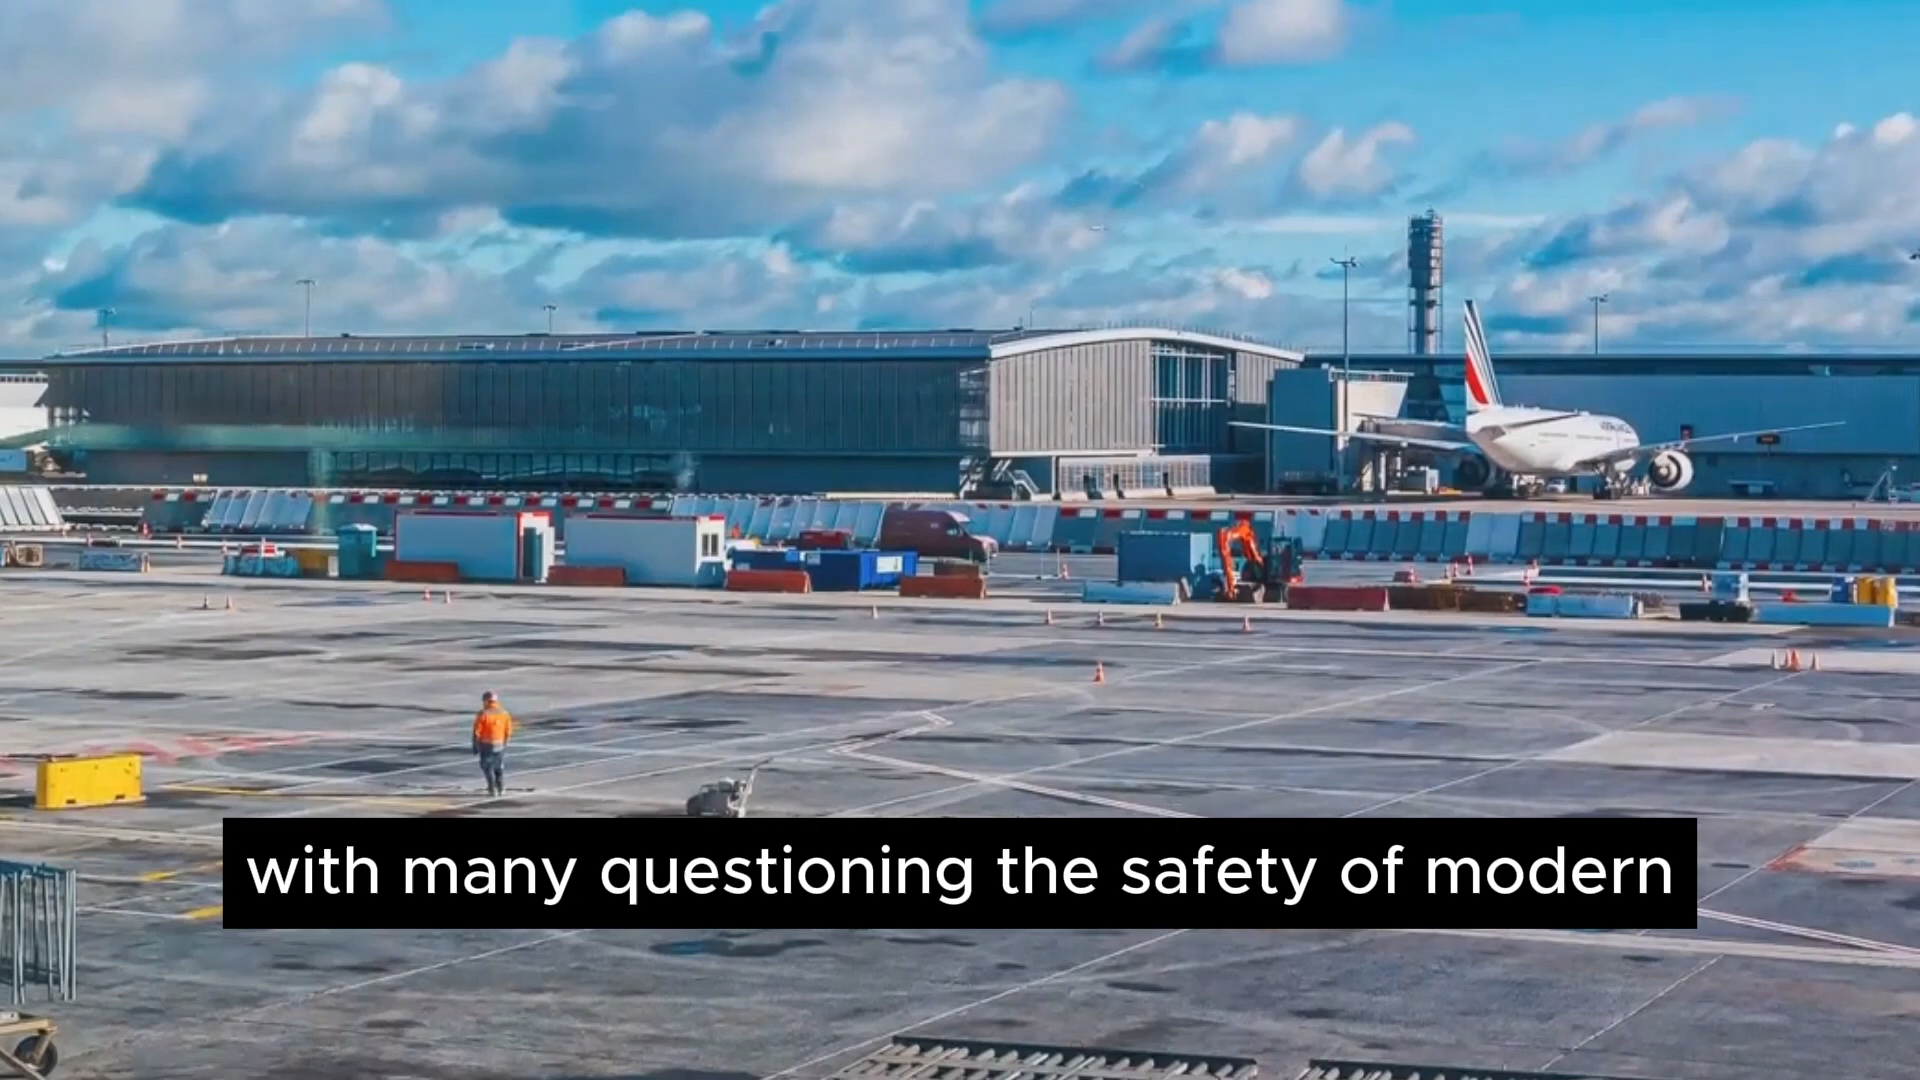 with many questioning the safety of modern